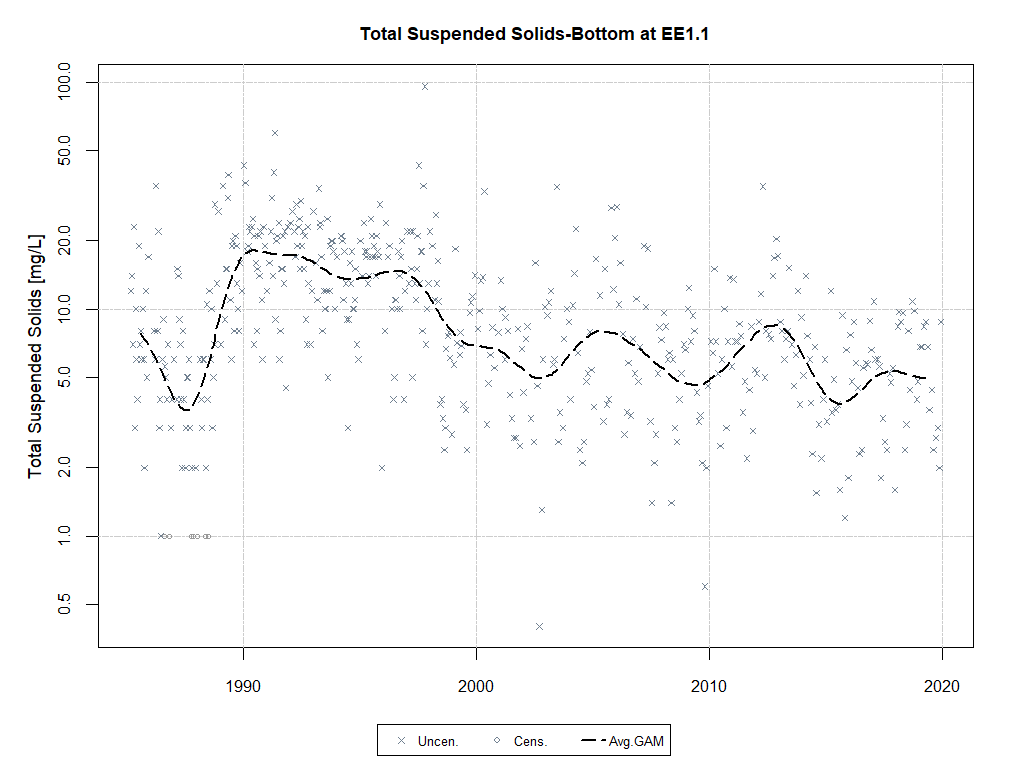 Total Suspended Solids-Bottom at EE1.1
Total Suspended Solids [mg/L]
100.0
50.0
20.0
10.0
5.0
2.0
1.0
0.5
1990 2000 2010 2020
Uncen. Cens. Avg.GAM